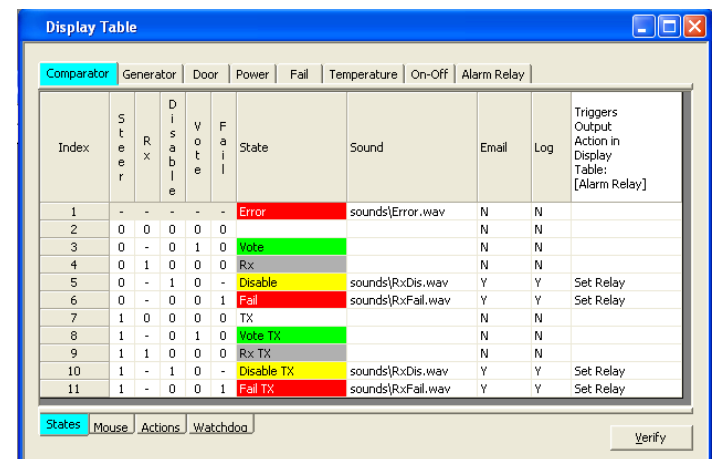 Display Table
Comparator Generator Door Power Fail Temperature On-Off Alarm Relay
Index Steer Rx Disable Vote Fail State Sound Email Log Triggers Output Action in Display Table: [Alarm Relay]
1 - - - - - Error sounds\Error.wav N N
2 0 0 0 0 0 N N
3 0 - 0 1 0 Vote N N
4 0 1 0 0 0 Rx N N
5 0 - 1 0 - Disable sounds\RxDis.wav Y Y Set Relay
6 0 - 0 0 1 Fail sounds\RxFail.wav Y Y Set Relay
7 1 0 0 0 0 TX N N
8 1 - 0 1 0 Vote TX N N
9 1 1 0 0 0 Rx TX N N
10 1 - 1 0 - Disable TX sounds\RxDis.wav Y Y Set Relay
11 1 - 0 0 1 Fail TX sounds\RxFail.wav Y Y Set Relay
States Mouse Actions Watchdog
Verify